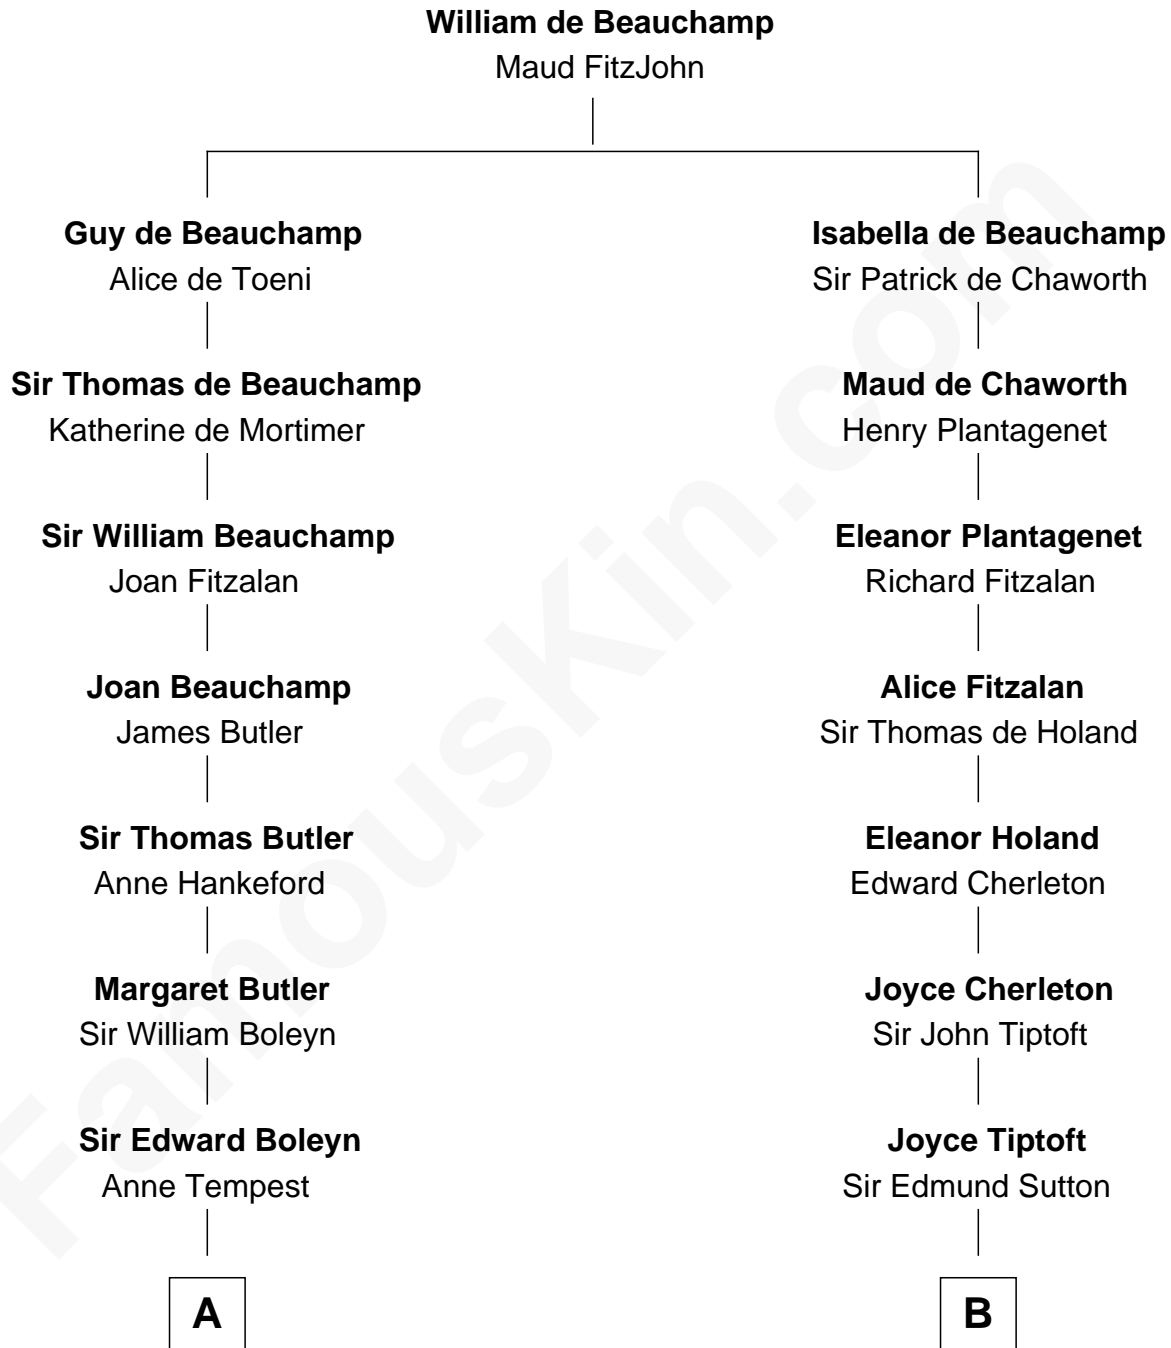 William de Beauchamp
Maud FitzJohn
Guy de Beauchamp
Alice de Toeni
Isabella de Beauchamp
Sir Patrick de Chaworth
Sir Thomas de Beauchamp
Katherine de Mortimer
Maud de Chaworth
Henry Plantagenet
Sir William Beauchamp
Joan Fitzalan
Eleanor Plantagenet
Richard Fitzalan
Joan Beauchamp
James Butler
Alice Fitzalan
Sir Thomas de Holand
Sir Thomas Butler
Anne Hankeford
Eleanor Holand
Edward Cherleton
Margaret Butler
Sir William Boleyn
Joyce Cherleton
Sir John Tiptoft
Sir Edward Boleyn
Anne Tempest
Joyce Tiptoft
Sir Edmund Sutton
A
B
FamousKin.com